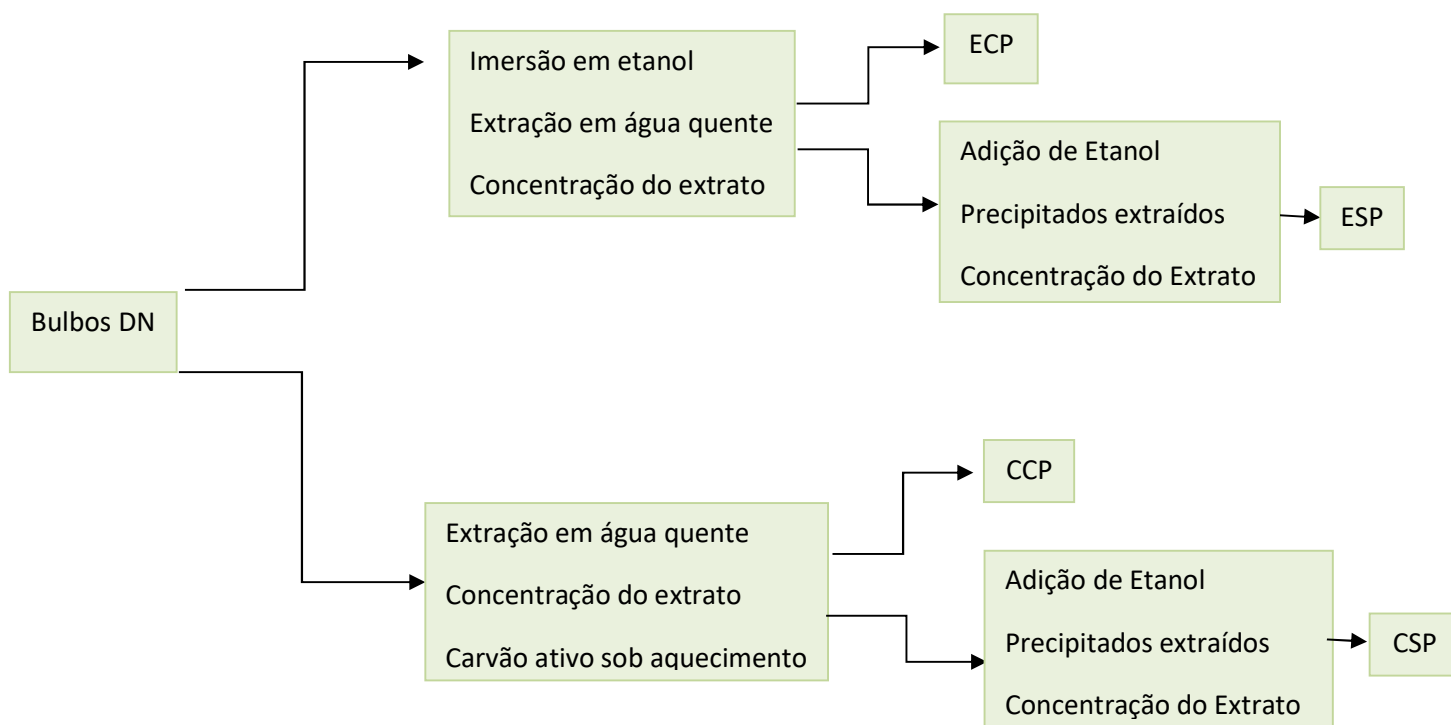 Bulbos DN
Imersão em etanol
Extração em água quente
Concentração do extrato
ECP
Adição de Etanol
Precipitados extraídos
Concentração do Extrato
ESP
Extração em água quente
Concentração do extrato
Carvão ativo sob aquecimento
CCP
Adição de Etanol
Precipitados extraídos
Concentração do Extrato
CSP